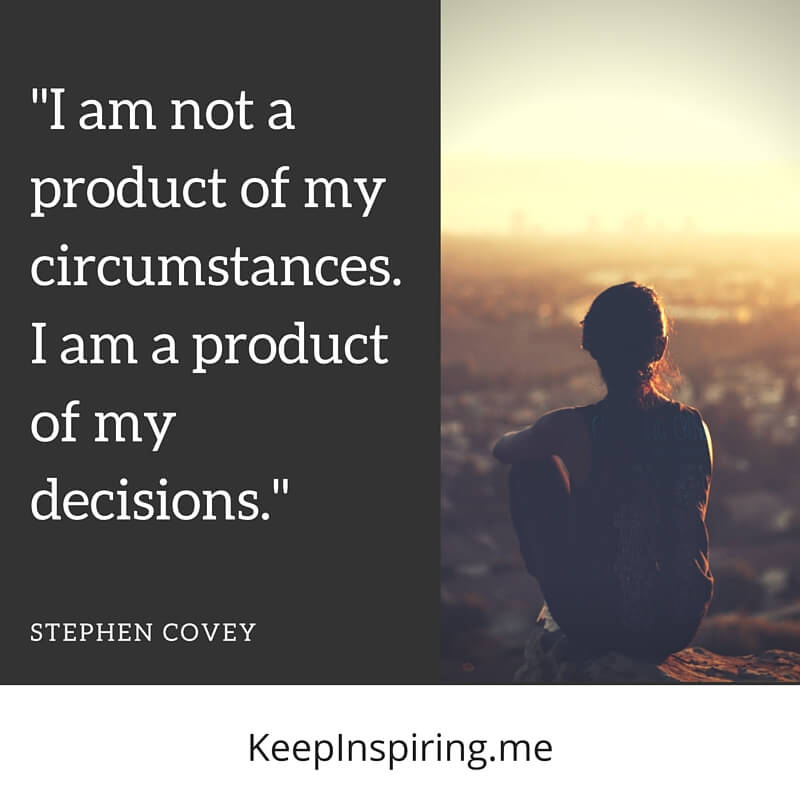 "I am not a
product of my
circumstances.
I am a product
of my
decisions."
STEPHEN COVEY
KeepInspiring.me